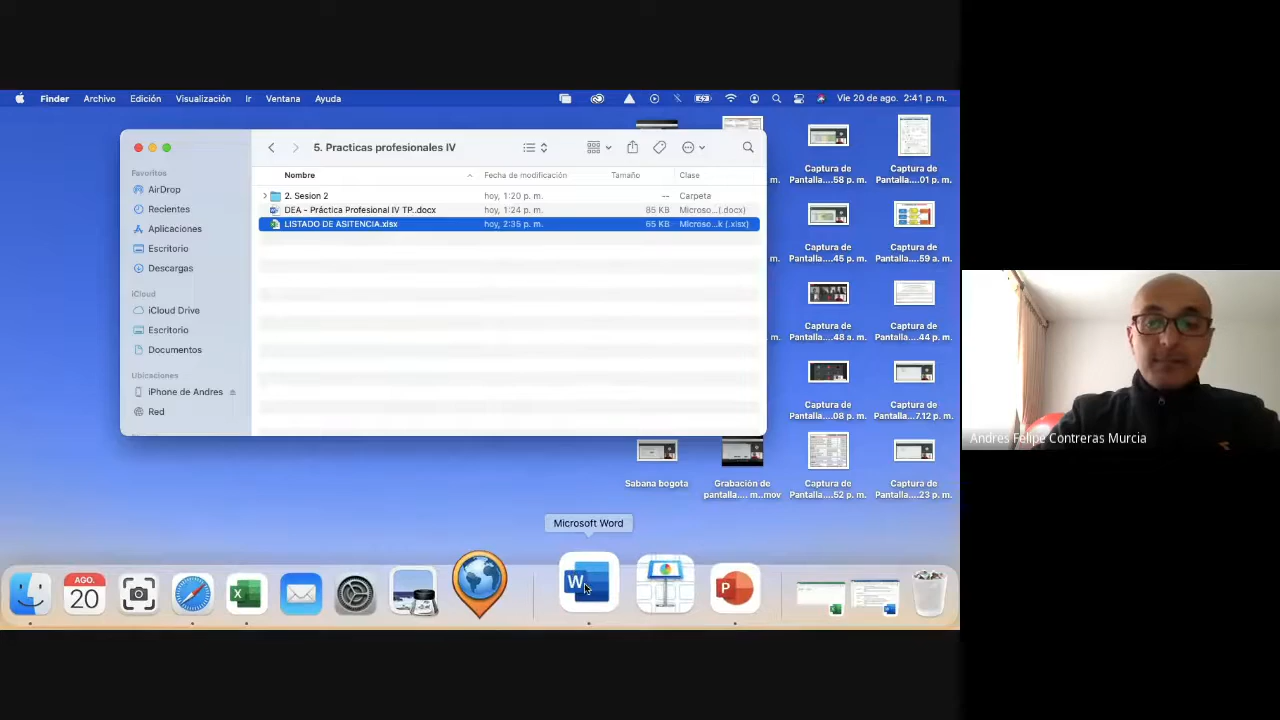 Finder Archivo Edición Visualización Ir Ventana Ayuda Vie 20 de ago. 2:41 p. m.
5. Practicas profesionales IV
Favoritos
AirDrop
Recientes
Aplicaciones
Escritorio
Descargas
iCloud
iCloud Drive
Escritorio
Documentos
Ubicaciones
iPhone de Andres
Red
Nombre Fecha de modificación Tamaño Clase
2. Sesion 2 hoy, 1:20 p. m. -- Carpeta
DEA - Práctica Profesional IV TP..docx hoy, 1:24 p. m. 85 KB Microso...(.docx)
LISTADO DE ASITENCIA.xlsx hoy, 2:35 p. m. 65 KB Microso...k (.xlsx)
m.
Captura de
Pantalla....58 p. m.
Captura de
Pantalla....01 p. m.
m.
Captura de
Pantalla....45 p. m.
Captura de
Pantalla....59 a. m.
m.
Captura de
Pantalla....48 a. m.
Captura de
Pantalla....44 p. m.
m.
Captura de
Pantalla....08 p. m.
Captura de
Pantalla....7.12 p. m.
Sabana bogota
Grabación de
pantalla.... m..mov
Captura de
Pantalla....52 p. m.
Captura de
Pantalla....23 p. m.
Microsoft Word
AGO.
20
X
W
P
Andres Felipe Contreras Murcia